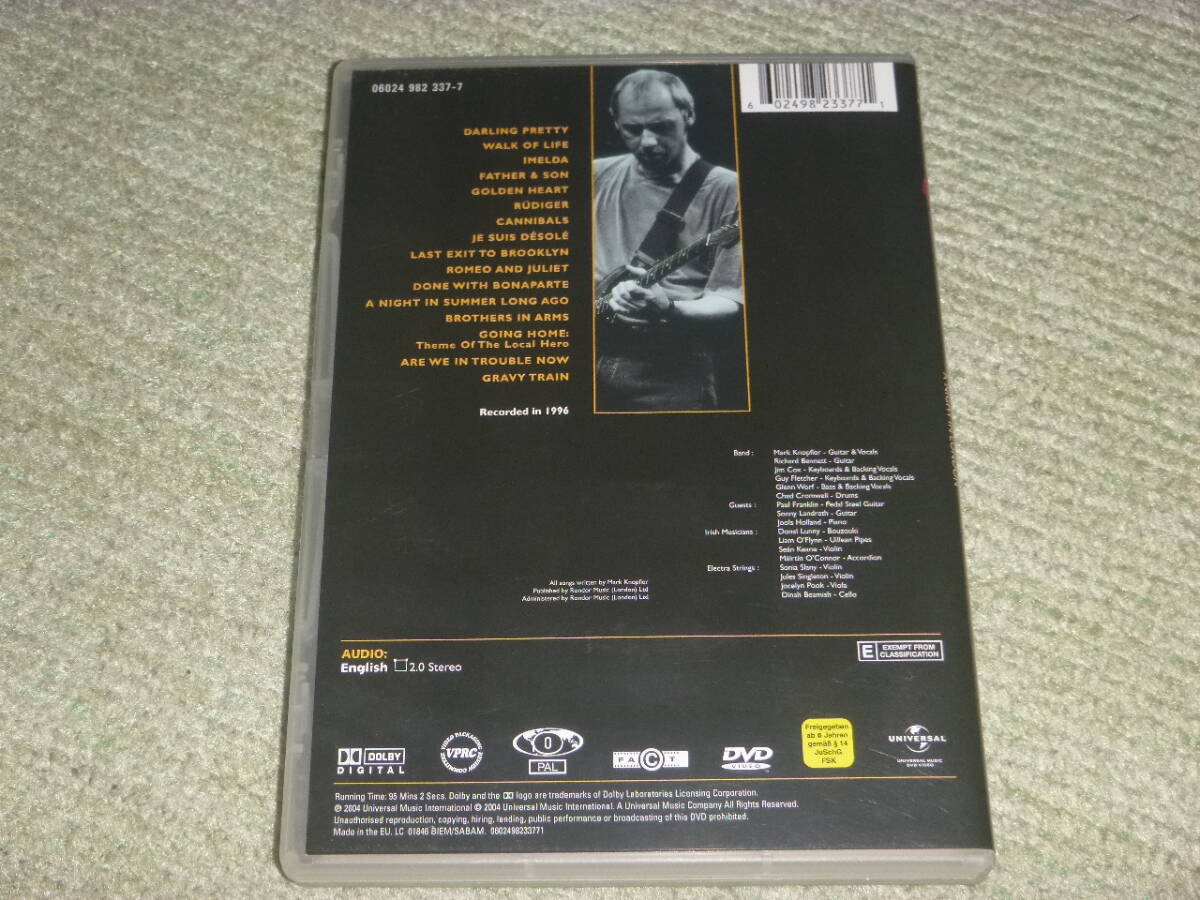 06024 982 337-7
6 02498 23377 1
DARLING PRETTY
WALK OF LIFE
IMELDA
FATHER & SON
GOLDEN HEART
RÜDIGER
CANNIBALS
JE SUIS DÉSOLÉ
LAST EXIT TO BROOKLYN
ROMEO AND JULIET
DONE WITH BONAPARTE
A NIGHT IN SUMMER LONG AGO
BROTHERS IN ARMS
GOING HOME:
Theme Of The Local Hero
ARE WE IN TROUBLE NOW
GRAVY TRAIN
Recorded in 1996
Band : Mark Knopfler - Guitar & Vocals
Richard Bennett - Guitar
Jim Cox - Keyboards & Backing Vocals
Guy Fletcher - Keyboards & Backing Vocals
Glenn Worf - Bass & Backing Vocals
Chad Cromwell - Drums
Guests : Paul Franklin - Pedal Steel Guitar
Sonny Landreth - Guitar
Jools Holland - Piano
Irish Musicians : Donal Lunny - Bouzouki
Liam O'Flynn - Uillean Pipes
Seán Keane - Violin
Máirtín O'Connor - Accordion
Electra Strings : Sonia Slany - Violin
Jules Singleton - Violin
Jocelyn Pook - Viola
Dinah Beamish - Cello
All songs written by Mark Knopfler
Published by Rondor Music (London) Ltd
Administered by Rondor Music (London) Ltd
AUDIO:
English 2.0 Stereo
E EXEMPT FROM
CLASSIFICATION
DOLBY
DIGITAL
VIDEO PACKAGING
VPRC
REVIEW COMMITTEE
0
PAL
FACT
DVD
VIDEO
Freigegeben
ab 6 Jahren
gemäß § 14
JuSchG
FSK
UNIVERSAL
UNIVERSAL MUSIC
DVD VIDEO
Running Time: 95 Mins 2 Secs. Dolby and the DD logo are trademarks of Dolby Laboratories Licensing Corporation.
℗ 2004 Universal Music International © 2004 Universal Music International. A Universal Music Company All Rights Reserved.
Unauthorised reproduction, copying, hiring, lending, public performance or broadcasting of this DVD prohibited.
Made in the EU. LC 01846 BIEM/SABAM. 0602498233771